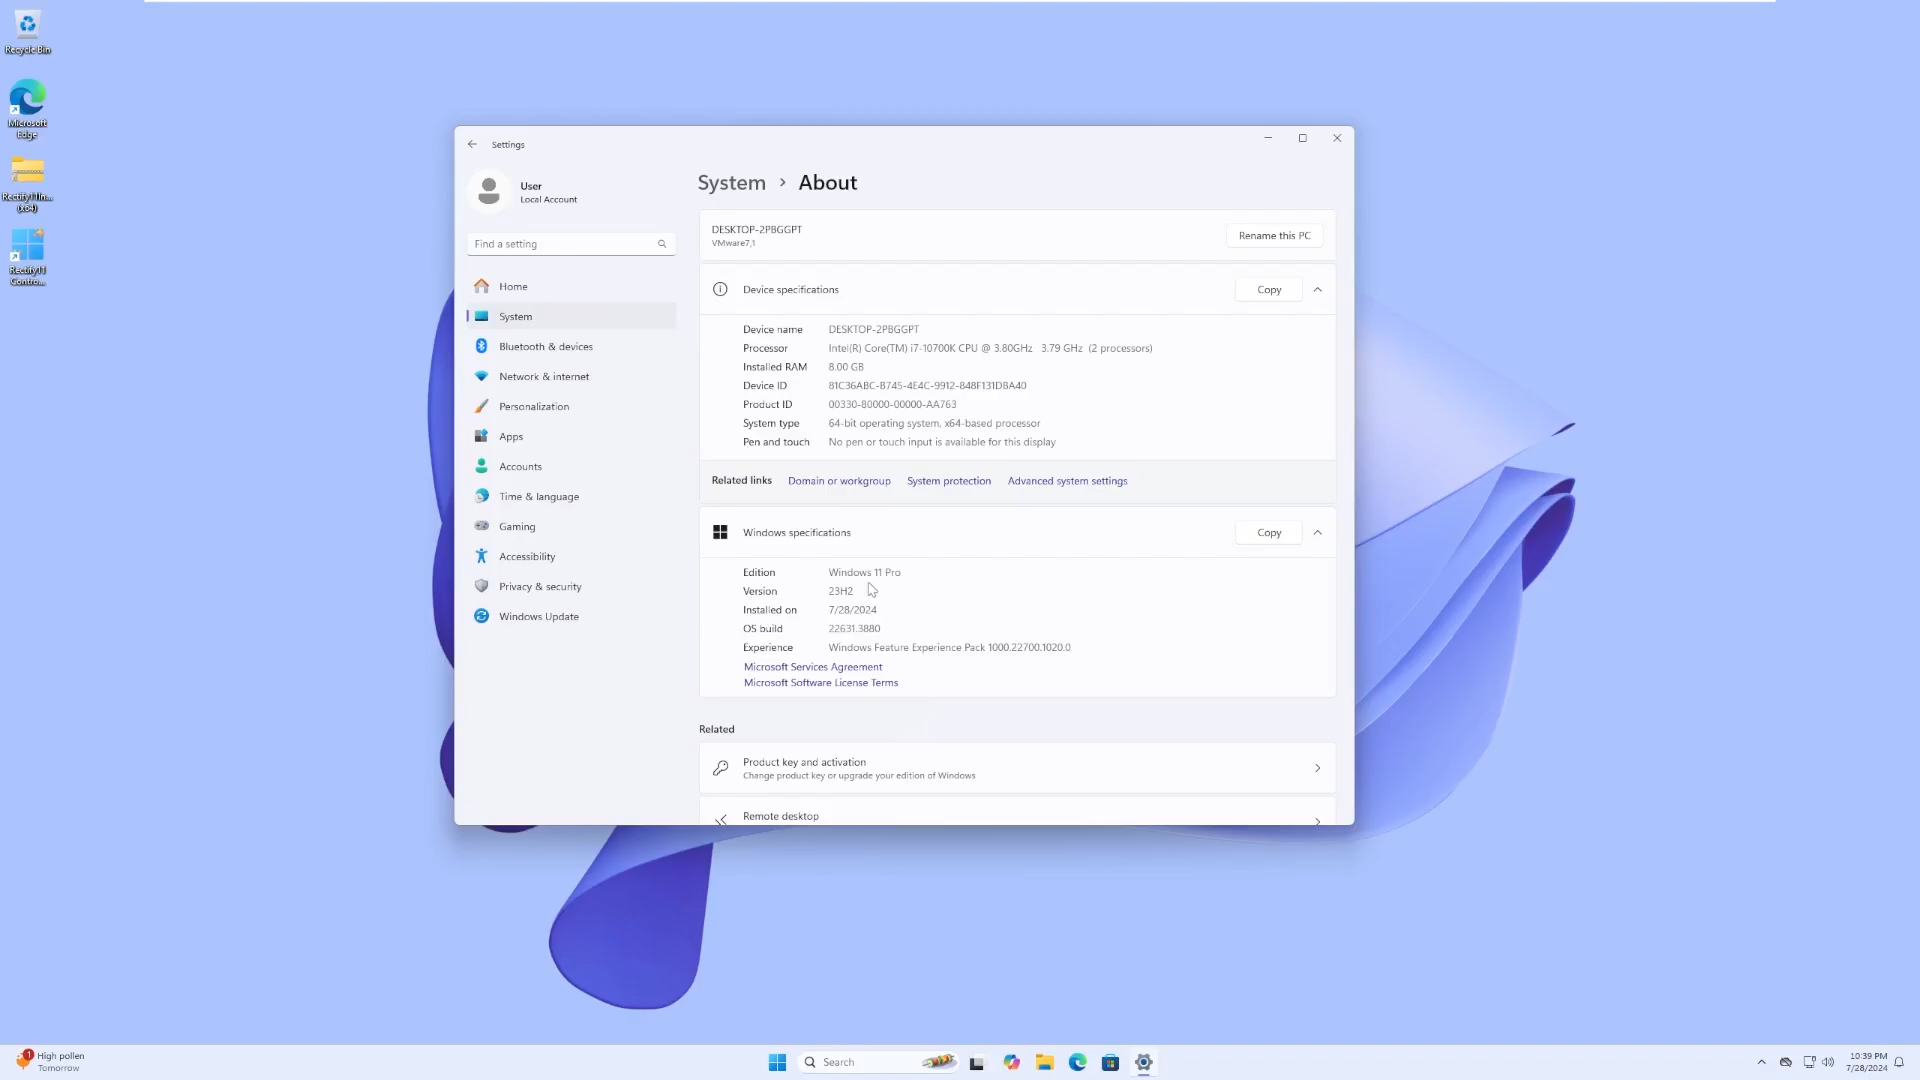 Recycle Bin
Microsoft
Edge
Rectify11In...
(x64)
Rectify11
Contro...
Settings
User
Local Account
Find a setting
Home
System
Bluetooth & devices
Network & internet
Personalization
Apps
Accounts
Time & language
Gaming
Accessibility
Privacy & security
Windows Update
System > About
DESKTOP-2PBGGPT
VMware7,1
Rename this PC
Device specifications
Copy
Device name DESKTOP-2PBGGPT
Processor Intel(R) Core(TM) i7-10700K CPU @ 3.80GHz 3.79 GHz (2 processors)
Installed RAM 8.00 GB
Device ID 81C36ABC-B745-4E4C-9912-848F131DBA40
Product ID 00330-80000-00000-AA763
System type 64-bit operating system, x64-based processor
Pen and touch No pen or touch input is available for this display
Related links Domain or workgroup System protection Advanced system settings
Windows specifications
Copy
Edition Windows 11 Pro
Version 23H2
Installed on 7/28/2024
OS build 22631.3880
Experience Windows Feature Experience Pack 1000.22700.1020.0
Microsoft Services Agreement
Microsoft Software License Terms
Related
Product key and activation
Change product key or upgrade your edition of Windows
Remote desktop
1
High pollen
Tomorrow
Search
10:39 PM
7/28/2024